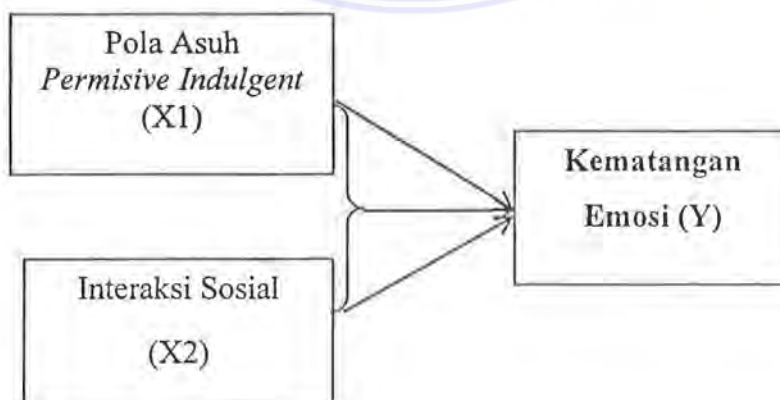 Pola Asuh
Permisive Indulgent
(X1)
Kematangan
Emosi (Y)
Interaksi Sosial
(X2)